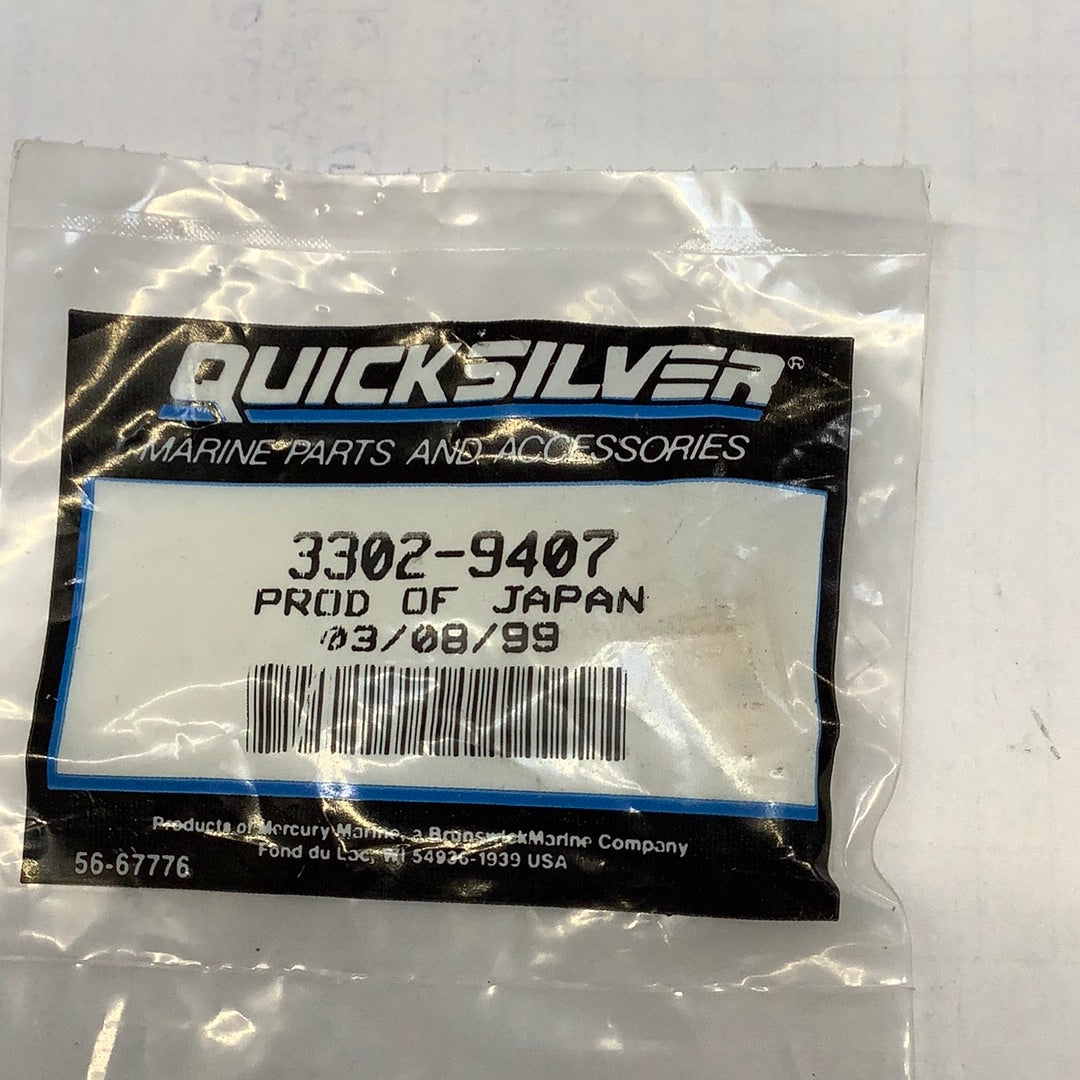 QUICKSILVER®
MARINE PARTS AND ACCESSORIES
3302-9407
PROD OF JAPAN
03/08/99
Products of Mercury Marine, a Brunswick Marine Company
Fond du Lac, WI 54936-1939 USA
56-67776